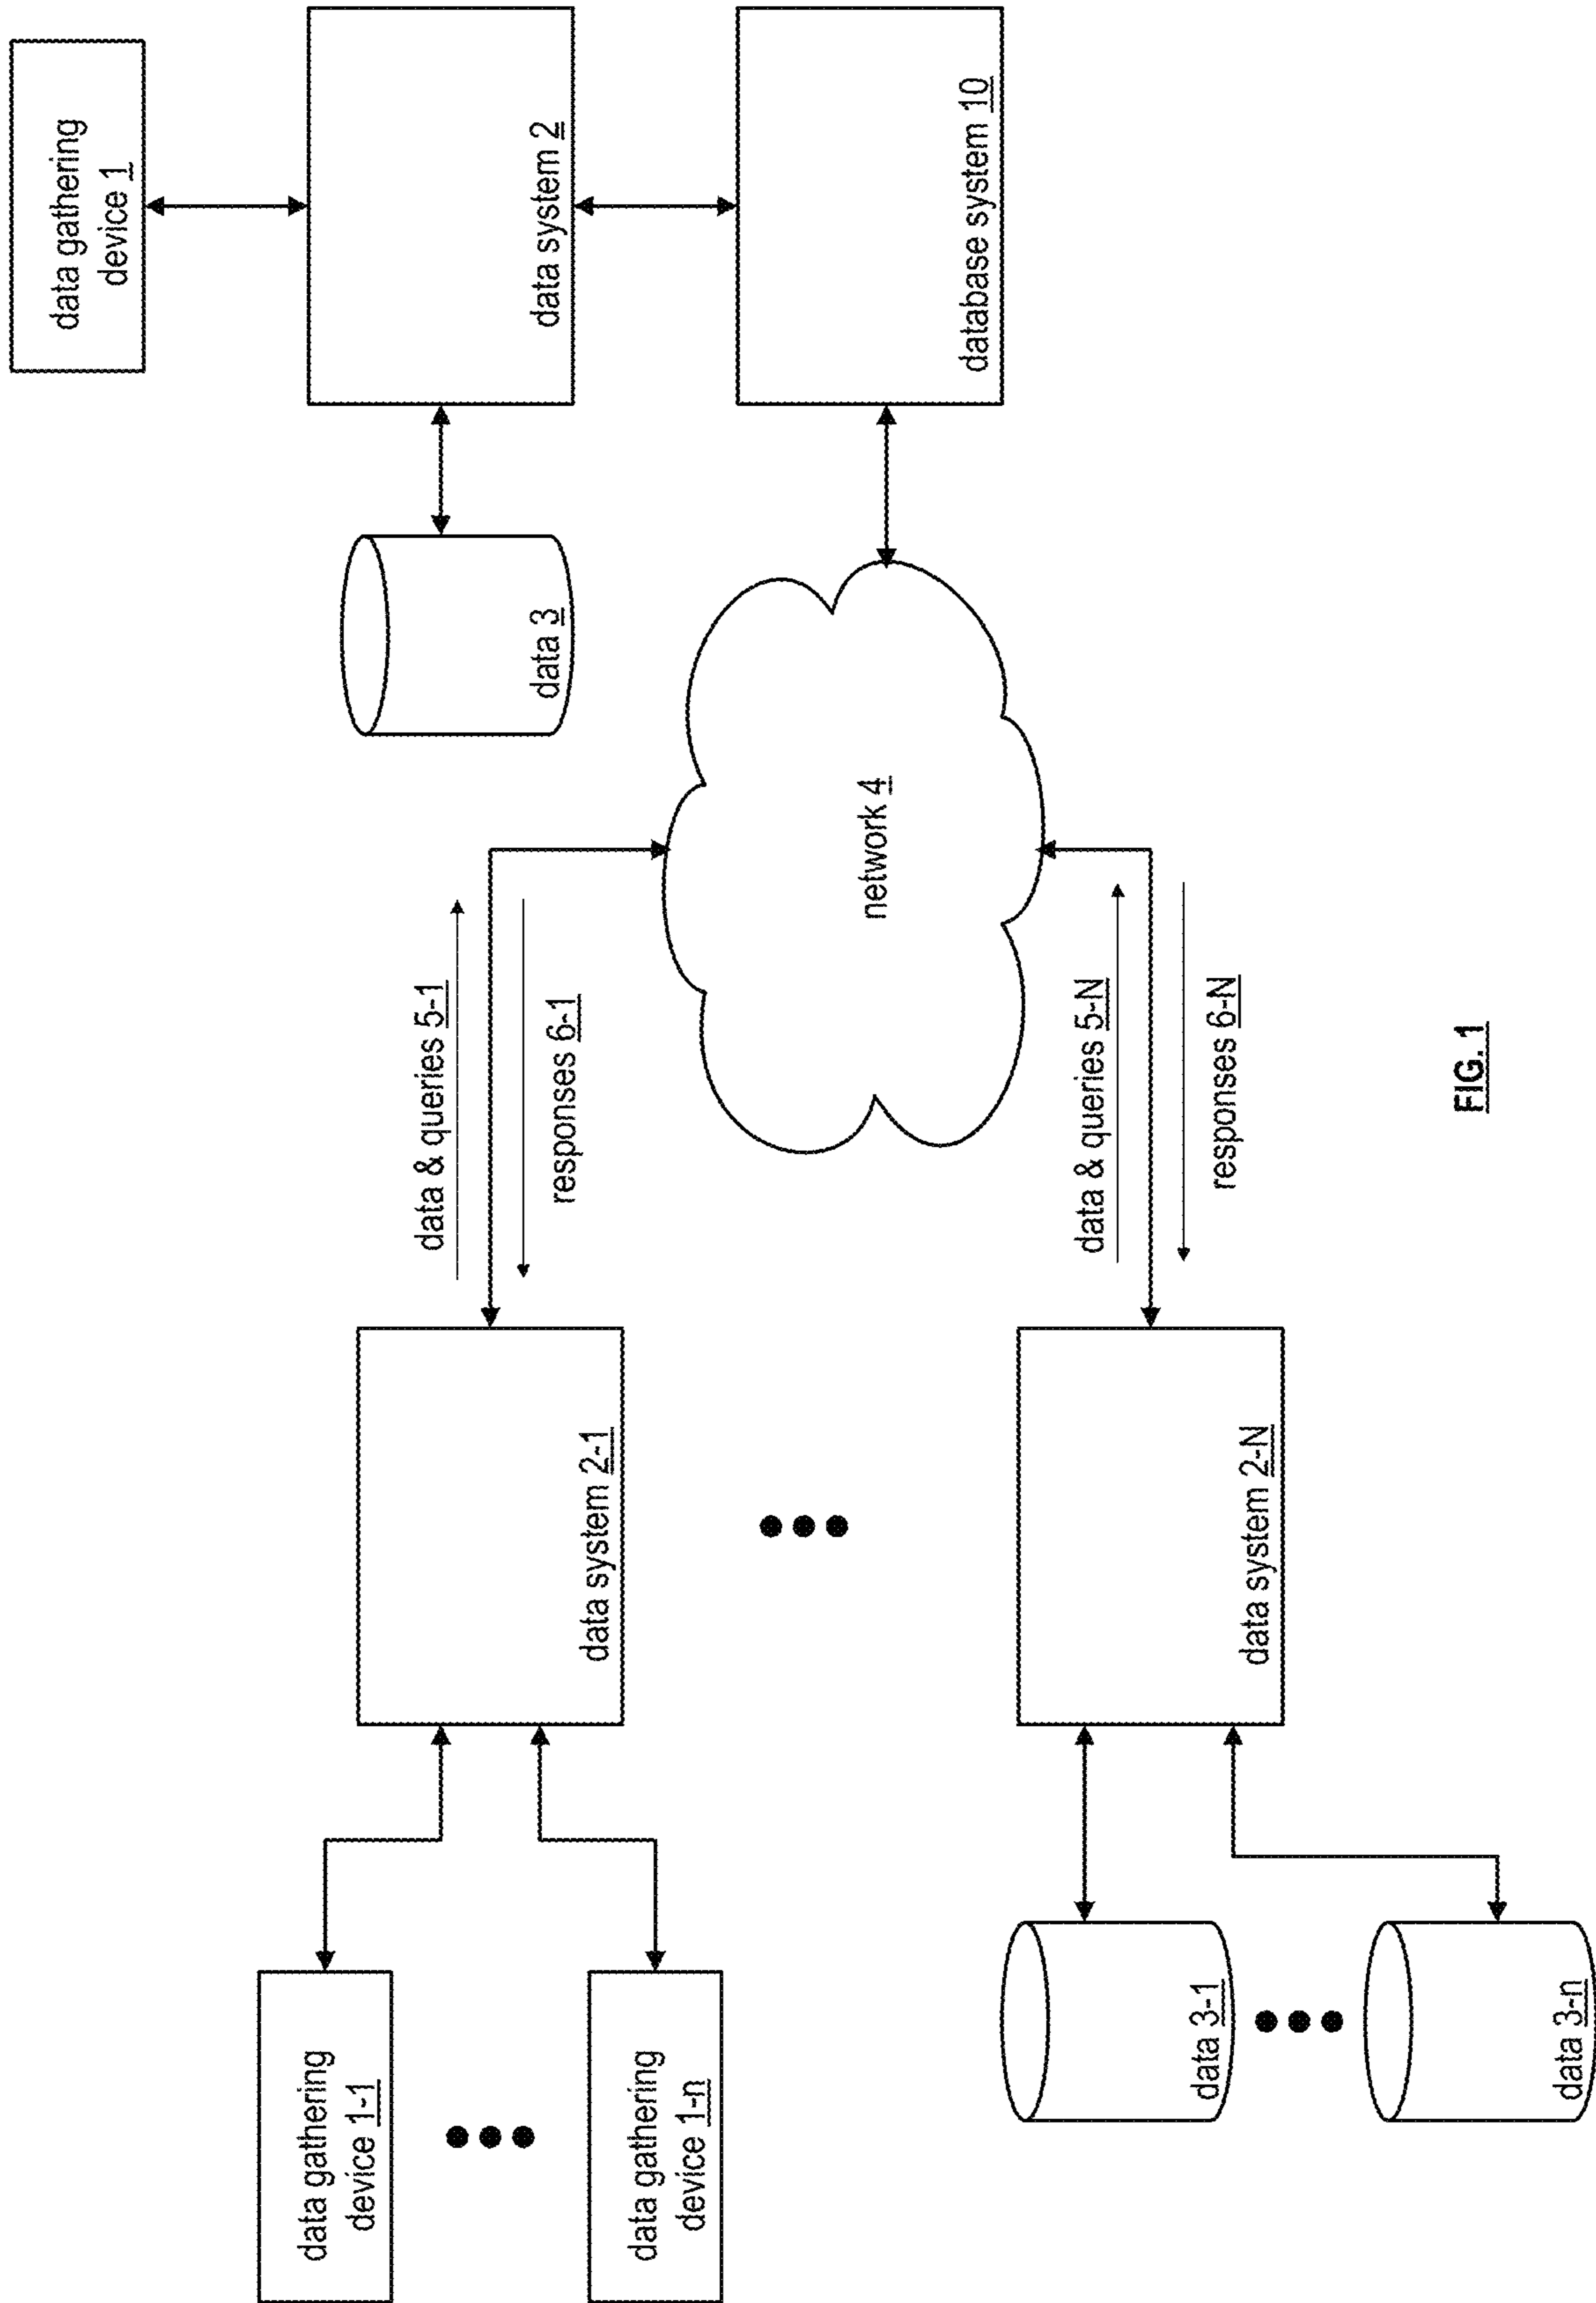 data gathering
device 1
data system 2
data 3
database system 10
network 4
data & queries 5-1
responses 6-1
data & queries 5-N
responses 6-N
data system 2-1
data system 2-N
data gathering
device 1-1
data gathering
device 1-n
data 3-1
data 3-n
FIG. 1